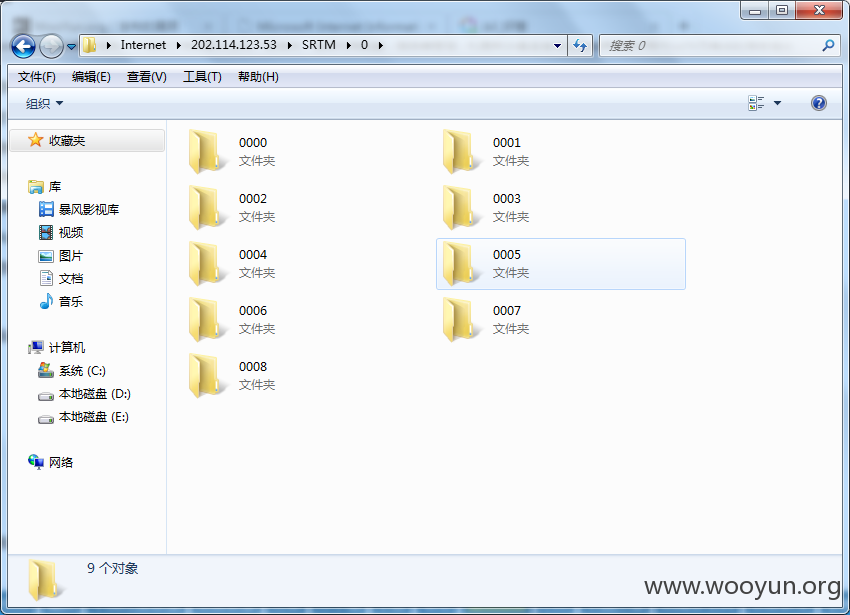 Internet ▸ 202.114.123.53 ▸ SRTM ▸ 0 ▸
搜索 0
文件(F) 编辑(E) 查看(V) 工具(T) 帮助(H)
组织
收藏夹
库
暴风影视库
视频
图片
文档
音乐
计算机
系统 (C:)
本地磁盘 (D:)
本地磁盘 (E:)
网络
0000
文件夹
0001
文件夹
0002
文件夹
0003
文件夹
0004
文件夹
0005
文件夹
0006
文件夹
0007
文件夹
0008
文件夹
9 个对象
www.wooyun.org